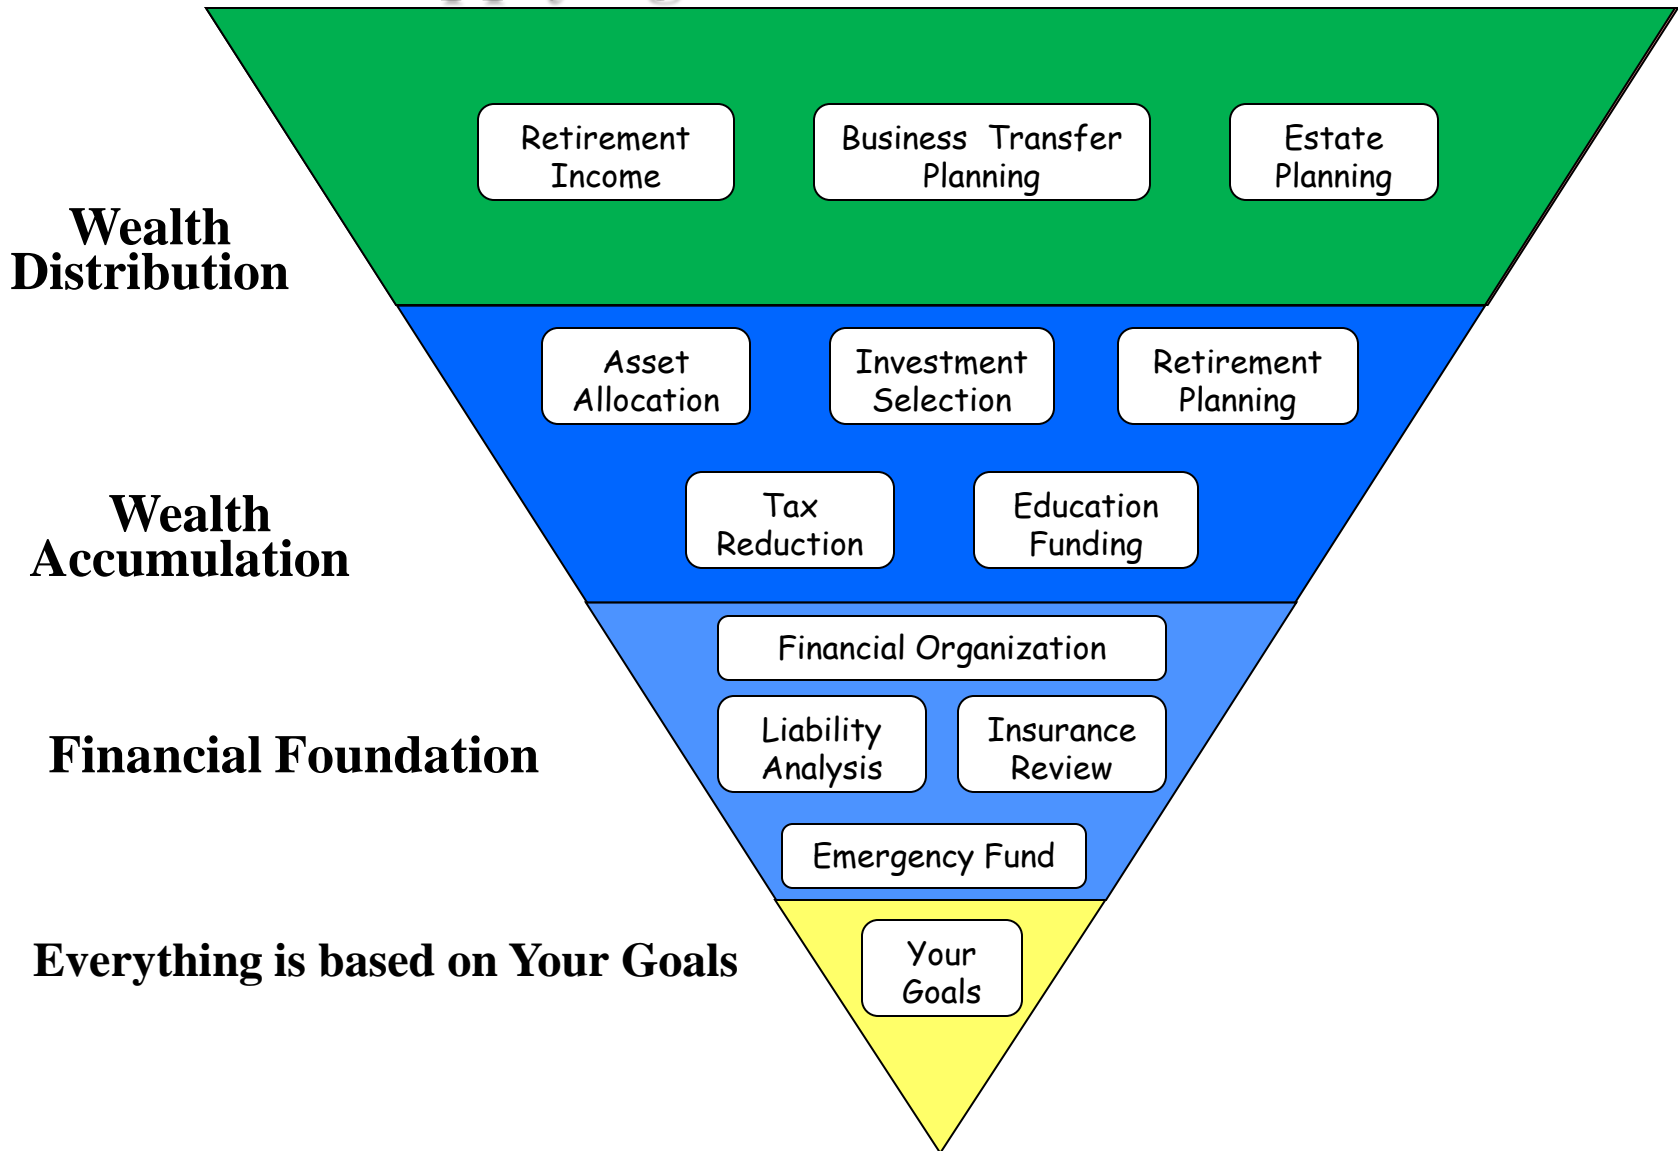 Retirement
Income
Business  Transfer
Planning
Estate
Planning
Wealth
Distribution
Asset
Allocation
Investment
Selection
Retirement
Planning
Tax
Reduction
Education
Funding
Wealth
Accumulation
Financial Organization
Liability
Analysis
Insurance
Review
Financial Foundation
Emergency Fund
Everything is based on Your Goals
Your
Goals